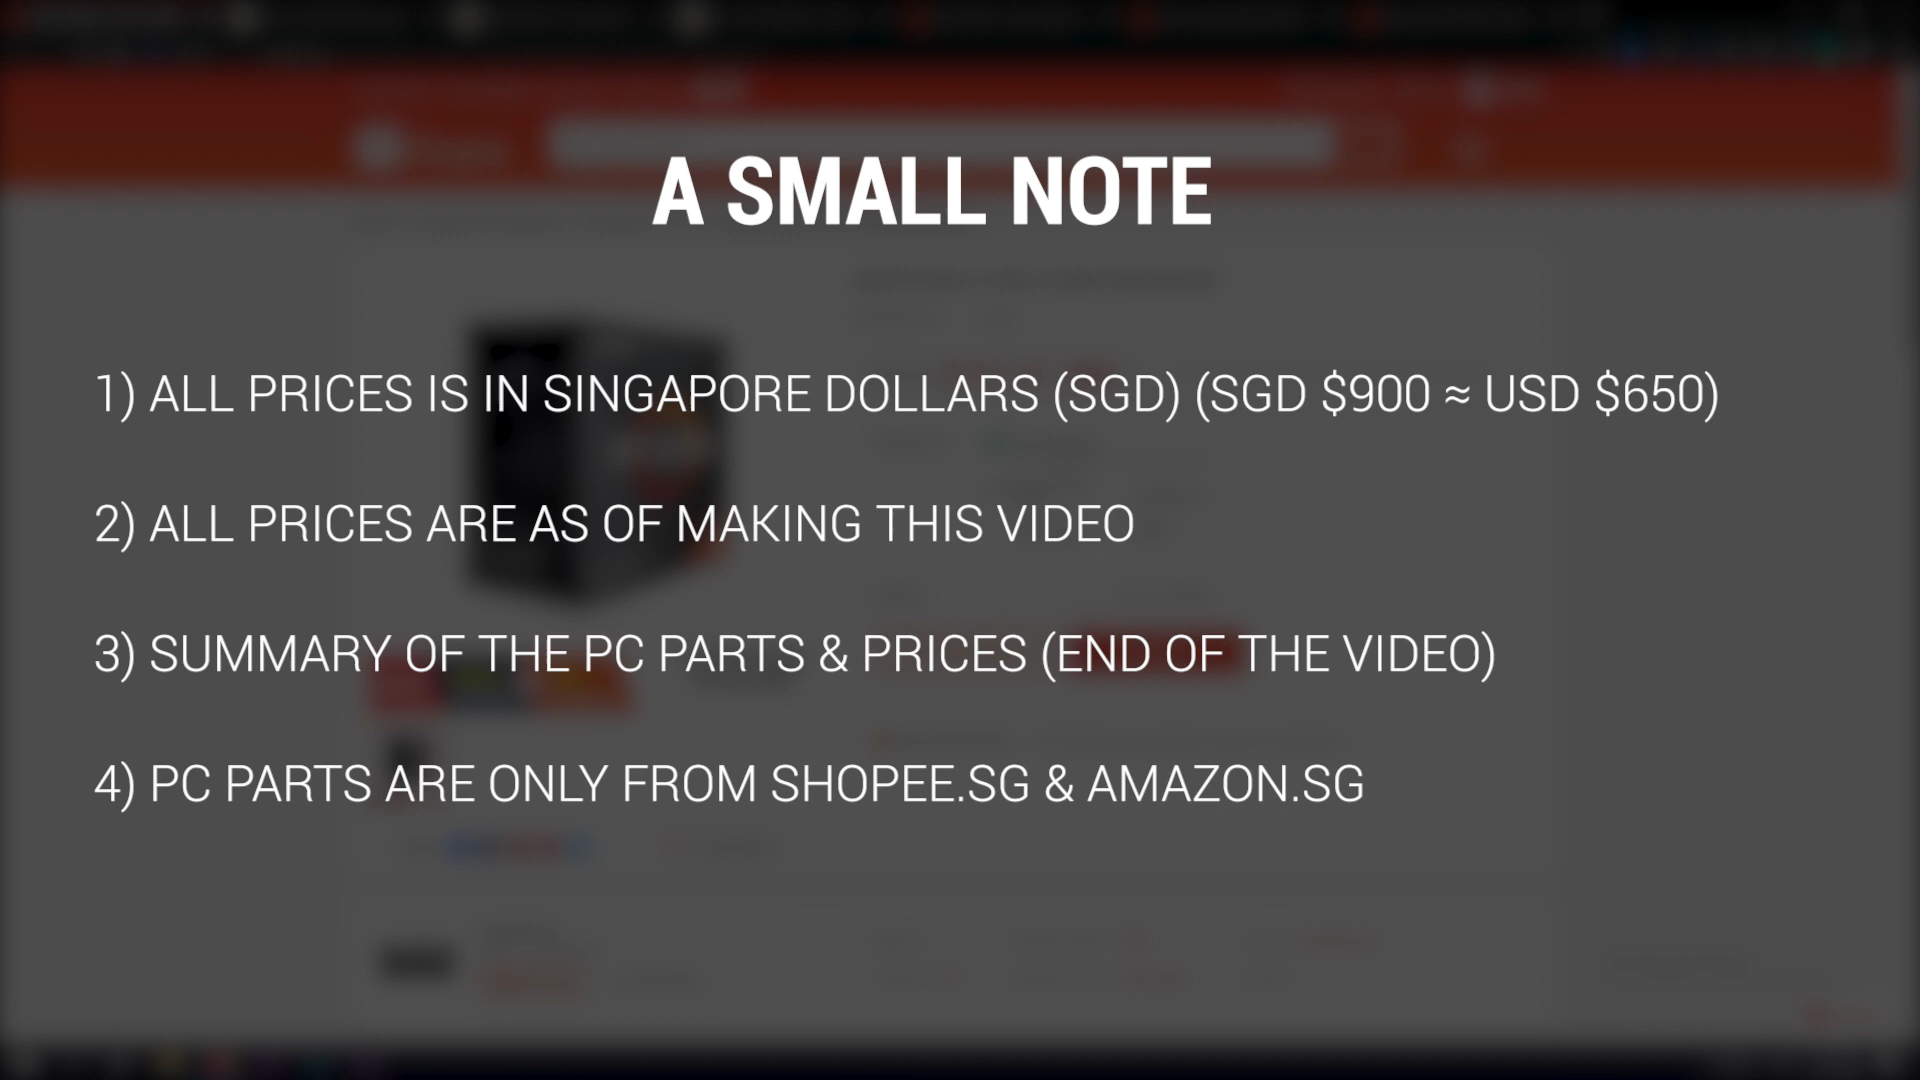 A SMALL NOTE
1) ALL PRICES IS IN SINGAPORE DOLLARS (SGD) (SGD $900 ≈ USD $650)
2) ALL PRICES ARE AS OF MAKING THIS VIDEO
3) SUMMARY OF THE PC PARTS & PRICES (END OF THE VIDEO)
4) PC PARTS ARE ONLY FROM SHOPEE.SG & AMAZON.SG